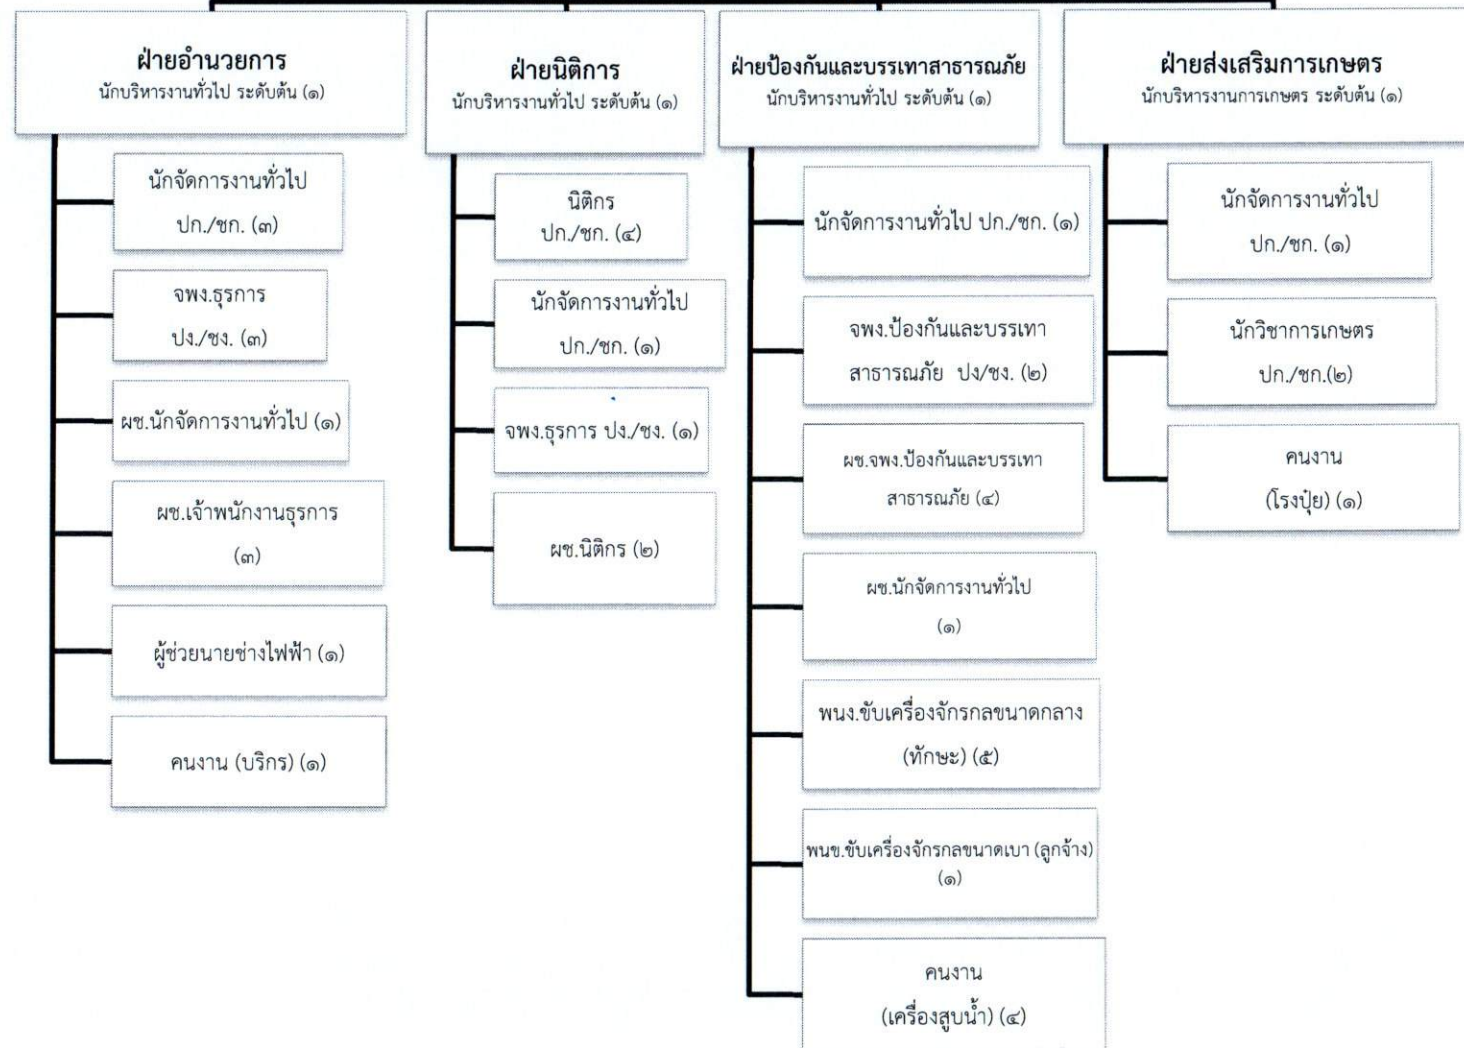 ฝ่ายอำนวยการ
นักบริหารงานทั่วไป ระดับต้น (๑)
นักจัดการงานทั่วไป
ปก./ชก. (๓)
จพง.ธุรการ
ปง./ชง. (๓)
ผช.นักจัดการงานทั่วไป (๑)
ผช.เจ้าพนักงานธุรการ
(๓)
ผู้ช่วยนายช่างไฟฟ้า (๑)
คนงาน (บริกร) (๑)
ฝ่ายนิติการ
นักบริหารงานทั่วไป ระดับต้น (๑)
นิติกร
ปก./ชก. (๔)
นักจัดการงานทั่วไป
ปก./ชก. (๑)
จพง.ธุรการ ปง./ชง. (๑)
ผช.นิติกร (๒)
ฝ่ายป้องกันและบรรเทาสาธารณภัย
นักบริหารงานทั่วไป ระดับต้น (๑)
นักจัดการงานทั่วไป ปก./ชก. (๑)
จพง.ป้องกันและบรรเทา
สาธารณภัย ปง/ชง. (๒)
ผช.จพง.ป้องกันและบรรเทา
สาธารณภัย (๔)
ผช.นักจัดการงานทั่วไป
(๑)
พนง.ขับเครื่องจักรกลขนาดกลาง
(ทักษะ) (๕)
พนข.ขับเครื่องจักรกลขนาดเบา (ลูกจ้าง)
(๑)
คนงาน
(เครื่องสูบน้ำ) (๔)
ฝ่ายส่งเสริมการเกษตร
นักบริหารงานการเกษตร ระดับต้น (๑)
นักจัดการงานทั่วไป
ปก./ชก. (๑)
นักวิชาการเกษตร
ปก./ชก.(๒)
คนงาน
(โรงปุ๋ย) (๑)